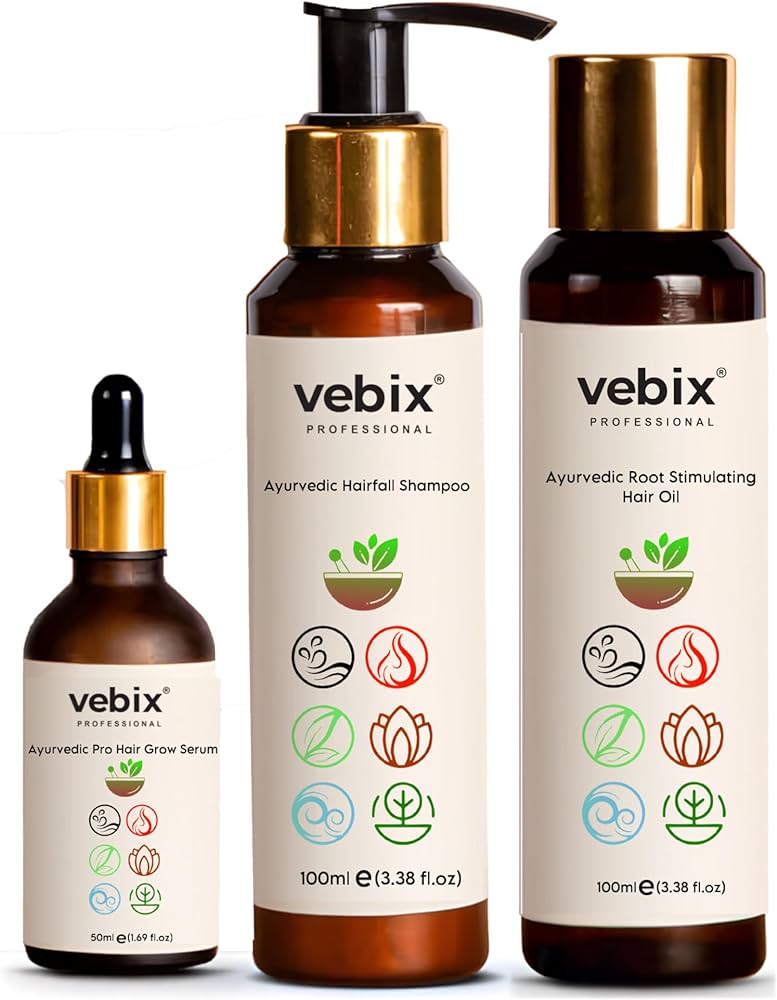 vebix®
PROFESSIONAL
Ayurvedic Pro Hair Grow Serum
50ml e (1.69 fl.oz)
vebix®
PROFESSIONAL
Ayurvedic Hairfall Shampoo
100ml e (3.38 fl.oz)
vebix®
PROFESSIONAL
Ayurvedic Root Stimulating
Hair Oil
100ml e (3.38 fl.oz)